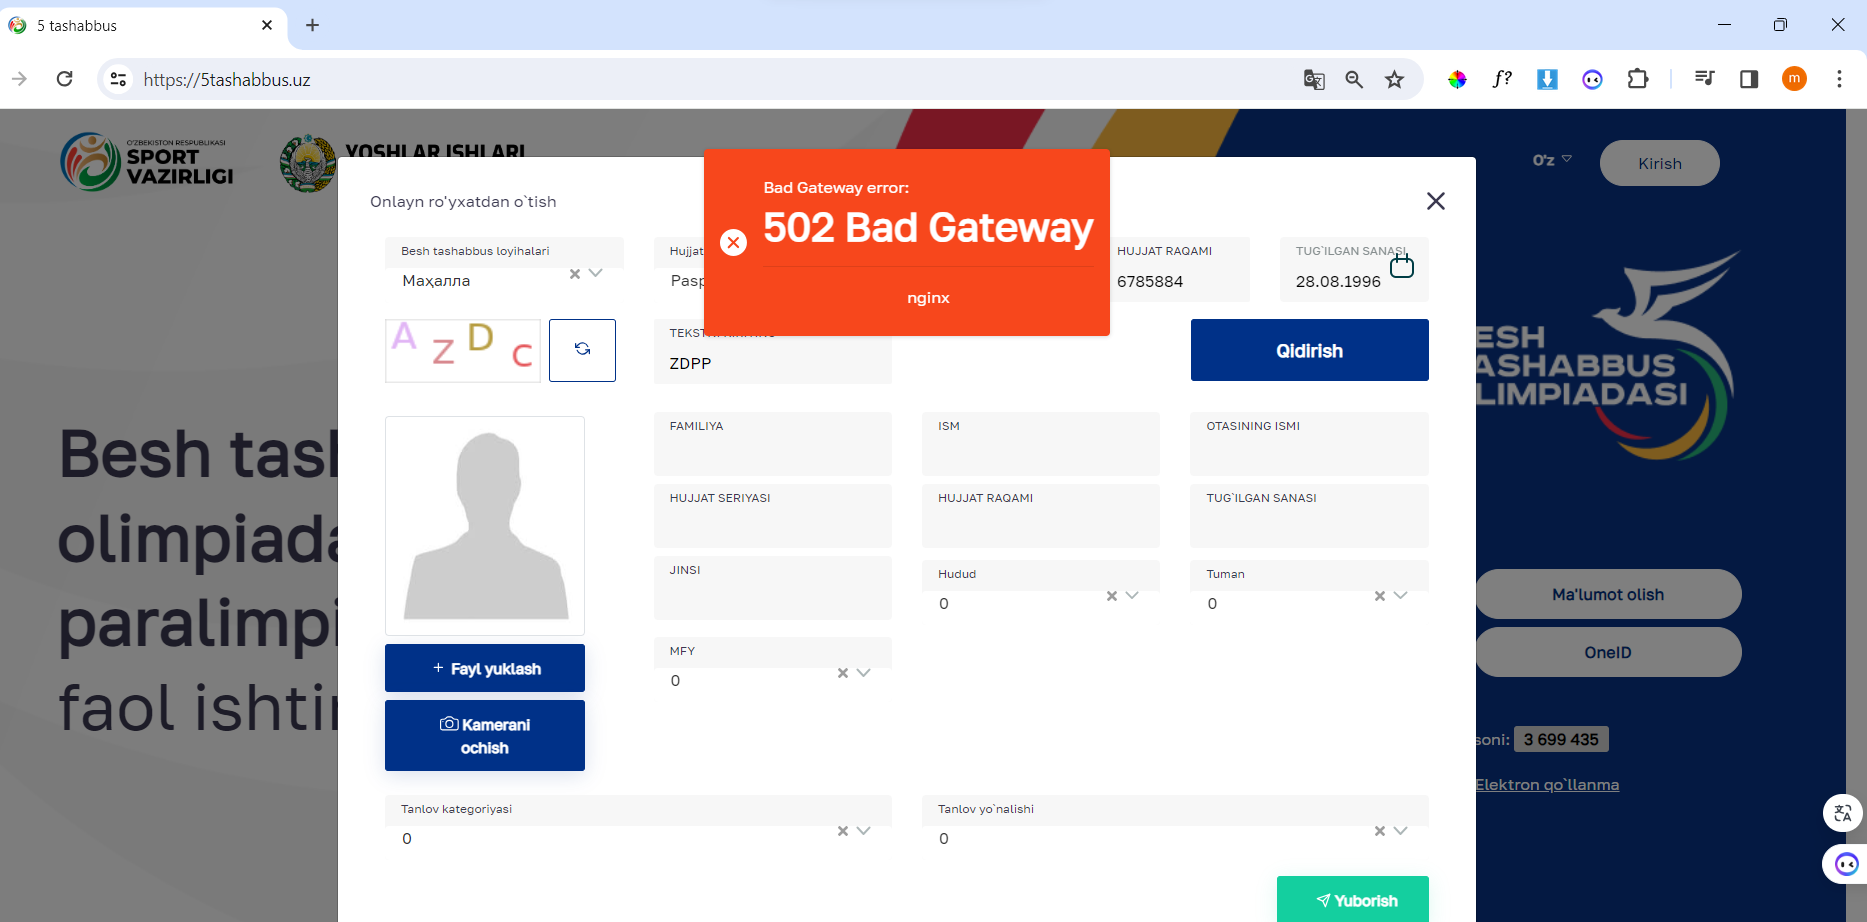 5 tashabbus
https://5tashabbus.uz
f?
m
O'ZBEKISTON RESPUBLIKASI
SPORT
VAZIRLIGI
YOSHLAR ISHLARI
O'z
Kirish
Onlayn ro'yxatdan o`tish
Bad Gateway error:
502 Bad Gateway
nginx
Besh tashabbus loyihalari
Маҳалла
Hujjat
Pasp
HUJJAT RAQAMI
6785884
TUG`ILGAN SANASI
28.08.1996
A Z D C
ZDPP
Qidirish
ESH
ASHABBUS
LIMPIADASI
Besh tas
olimpiada
paralimpi
faol ishti
FAMILIYA
ISM
OTASINING ISMI
HUJJAT SERIYASI
HUJJAT RAQAMI
TUG`ILGAN SANASI
JINSI
Hudud
0
Tuman
0
MFY
0
+ Fayl yuklash
Kamerani
ochish
Ma'lumot olish
OneID
soni: 3 699 435
Elektron qo`llanma
Tanlov kategoriyasi
0
Tanlov yo`nalishi
0
Yuborish